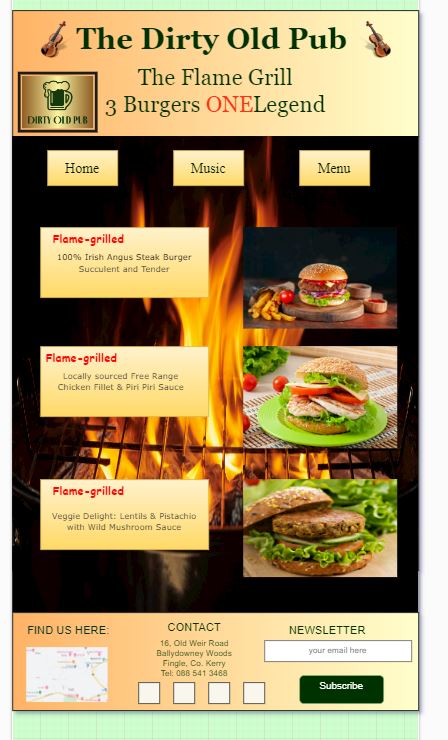 The Dirty Old Pub
DIRTY OLD PUB
The Flame Grill
3 Burgers ONELegend
Home
Music
Menu
Flame-grilled
100% Irish Angus Steak Burger
Succulent and Tender
Flame-grilled
Locally sourced Free Range
Chicken Fillet & Piri Piri Sauce
Flame-grilled
Veggie Delight: Lentils & Pistachio
with Wild Mushroom Sauce
FIND US HERE:
CONTACT
16, Old Weir Road
Ballydowney Woods
Fingle, Co. Kerry
Tel: 088 541 3468
NEWSLETTER
your email here
Subscribe